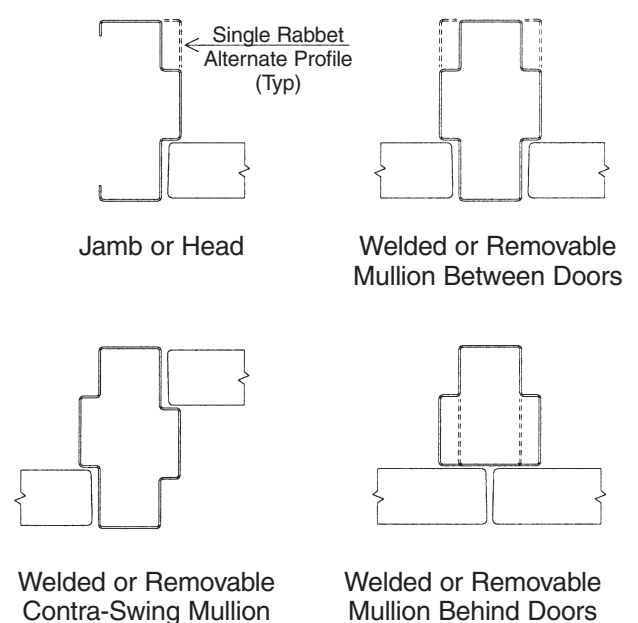 Single Rabbet
Alternate Profile
(Typ)
Jamb or Head
Welded or Removable
Mullion Between Doors
Welded or Removable
Contra-Swing Mullion
Welded or Removable
Mullion Behind Doors